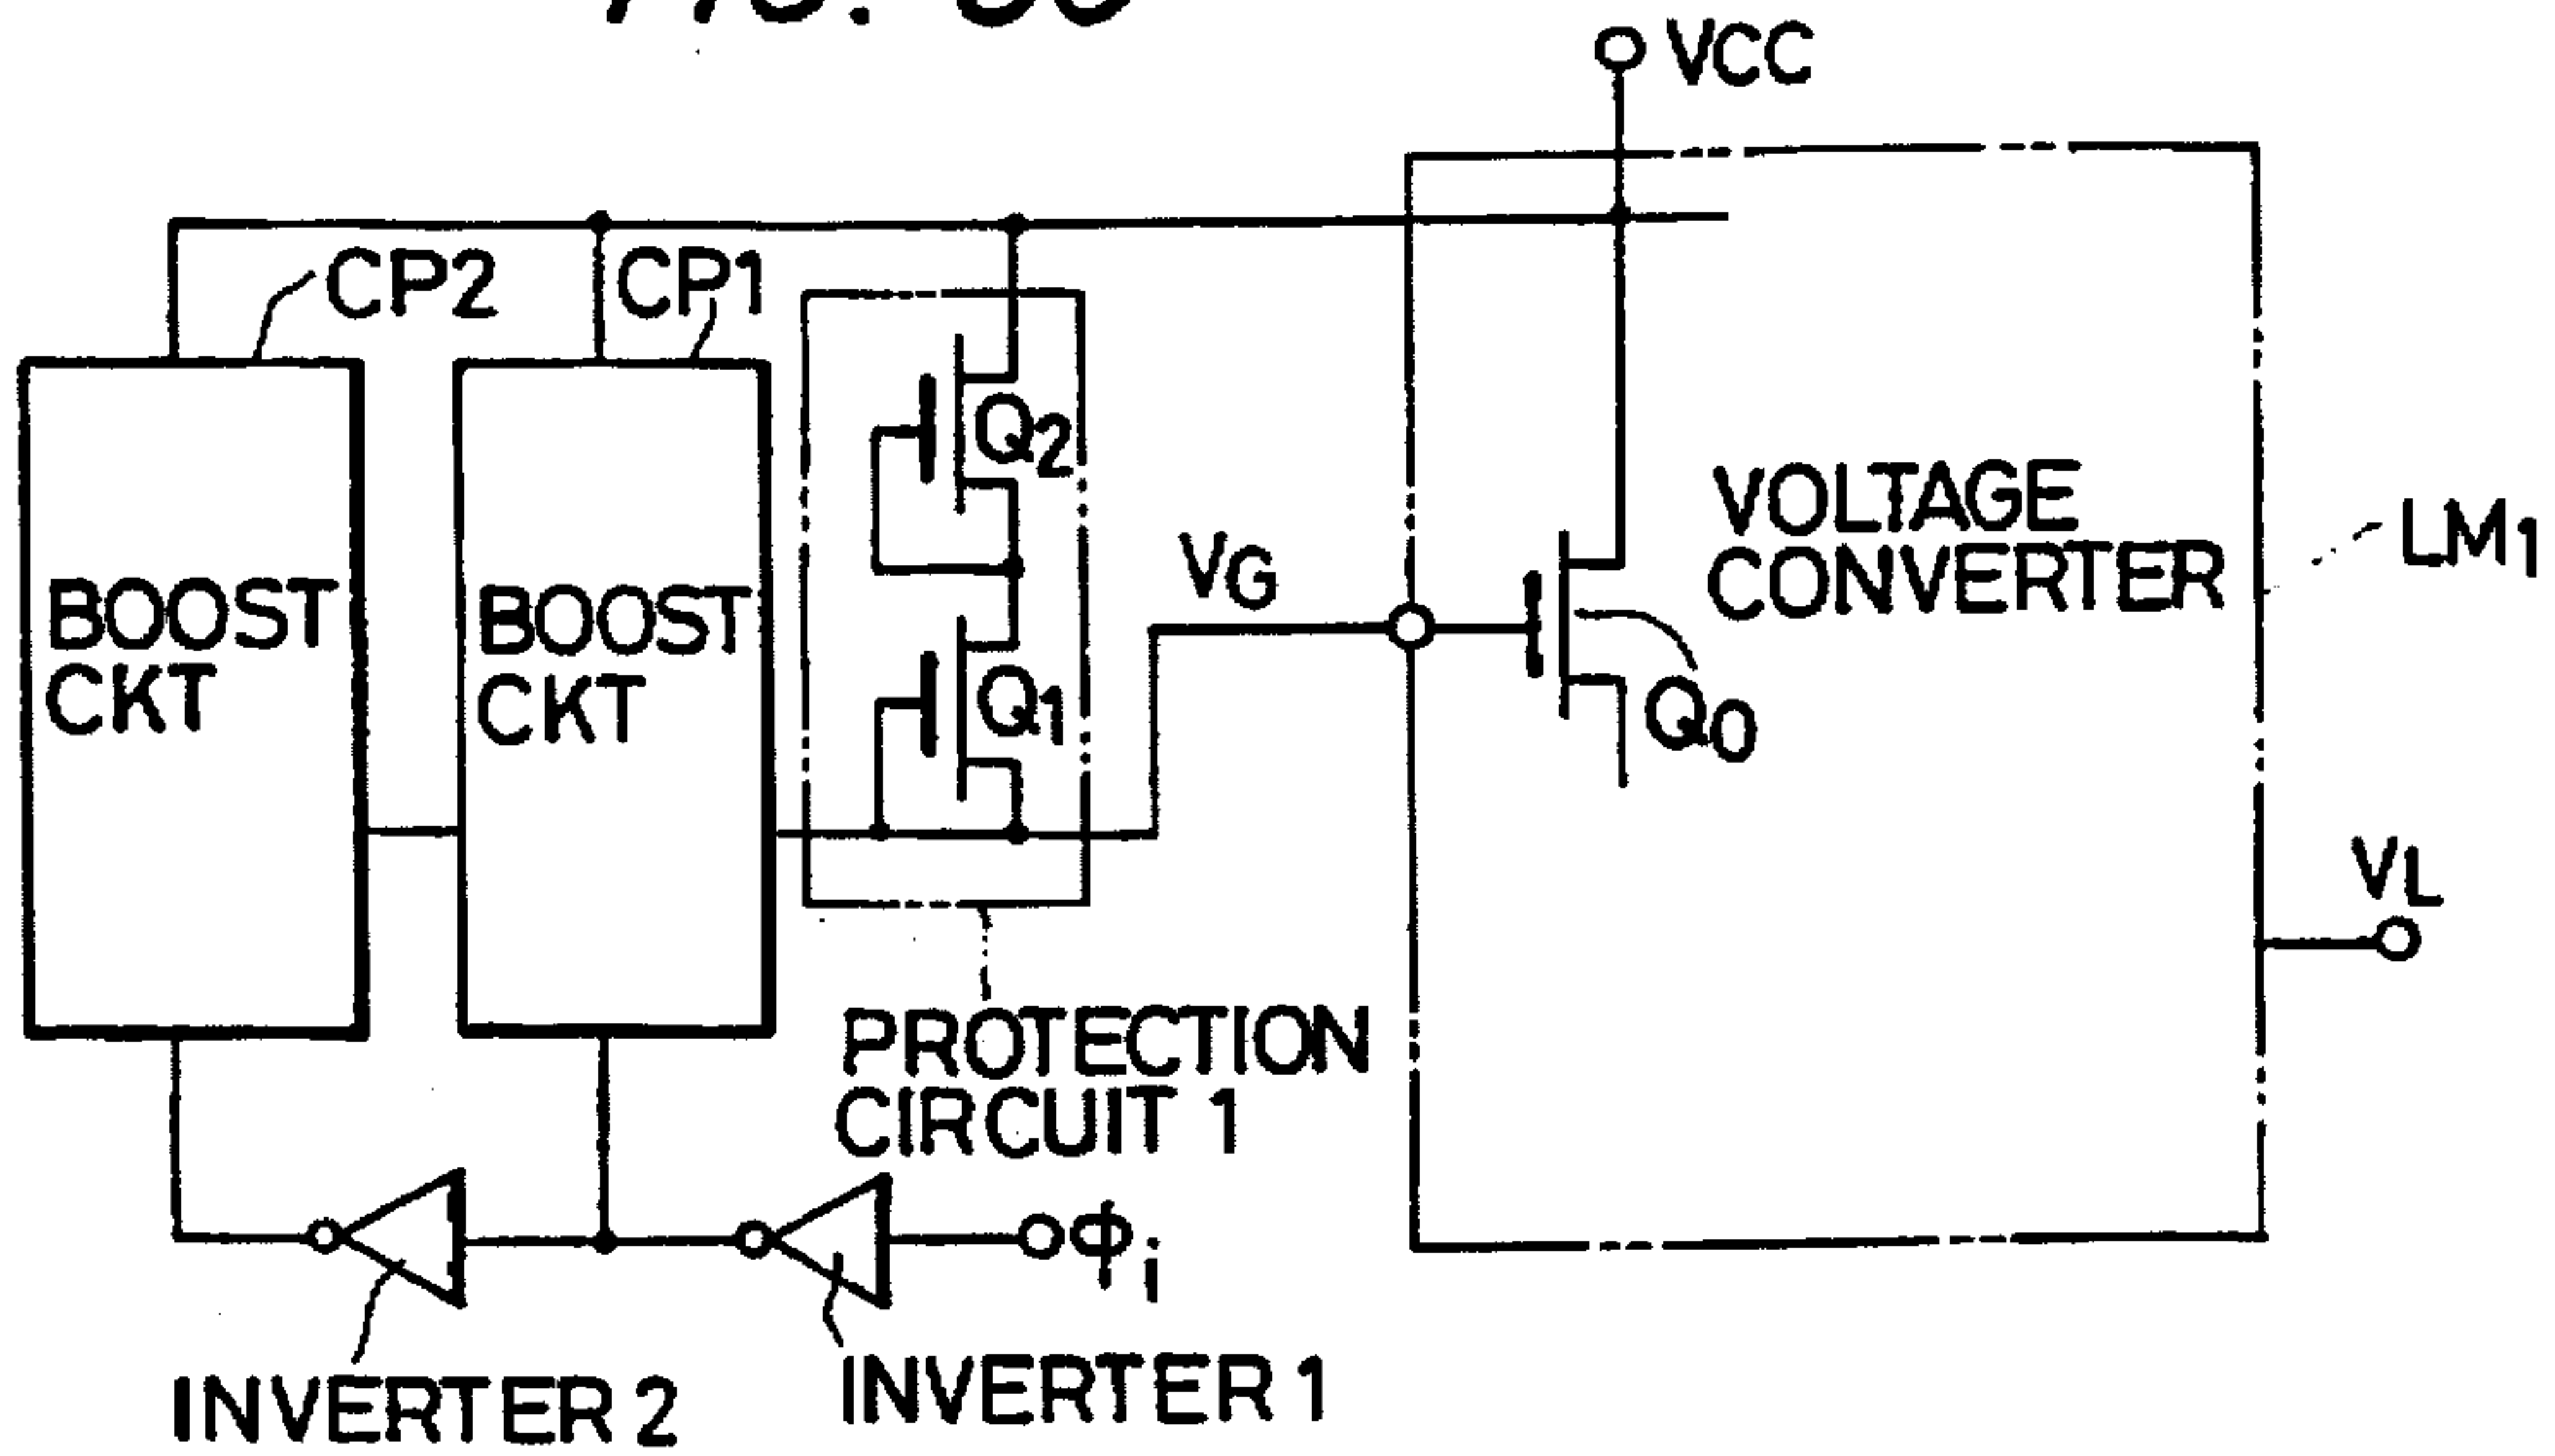 VCC
CP2
CP1
Q2
VOLTAGE
CONVERTER
LM1
BOOST
CKT
BOOST
CKT
VG
Q1
Q0
VL
PROTECTION
CIRCUIT 1
ϕi
INVERTER 1
INVERTER 2